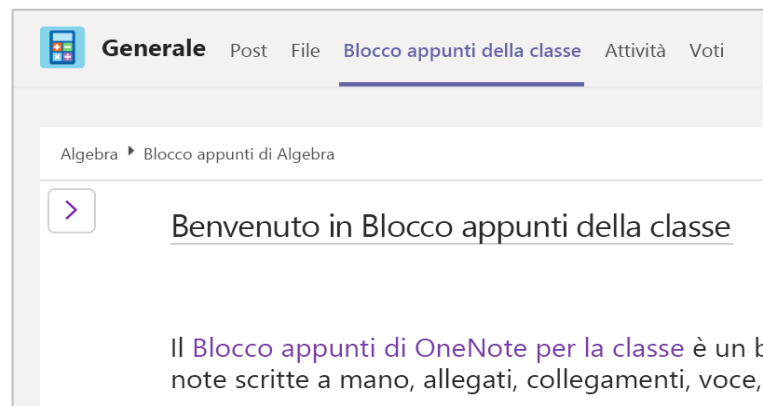 Generale Post File Blocco appunti della classe Attività Voti
Algebra Blocco appunti di Algebra
Benvenuto in Blocco appunti della classe
Il Blocco appunti di OneNote per la classe è un
note scritte a mano, allegati, collegamenti, voce,